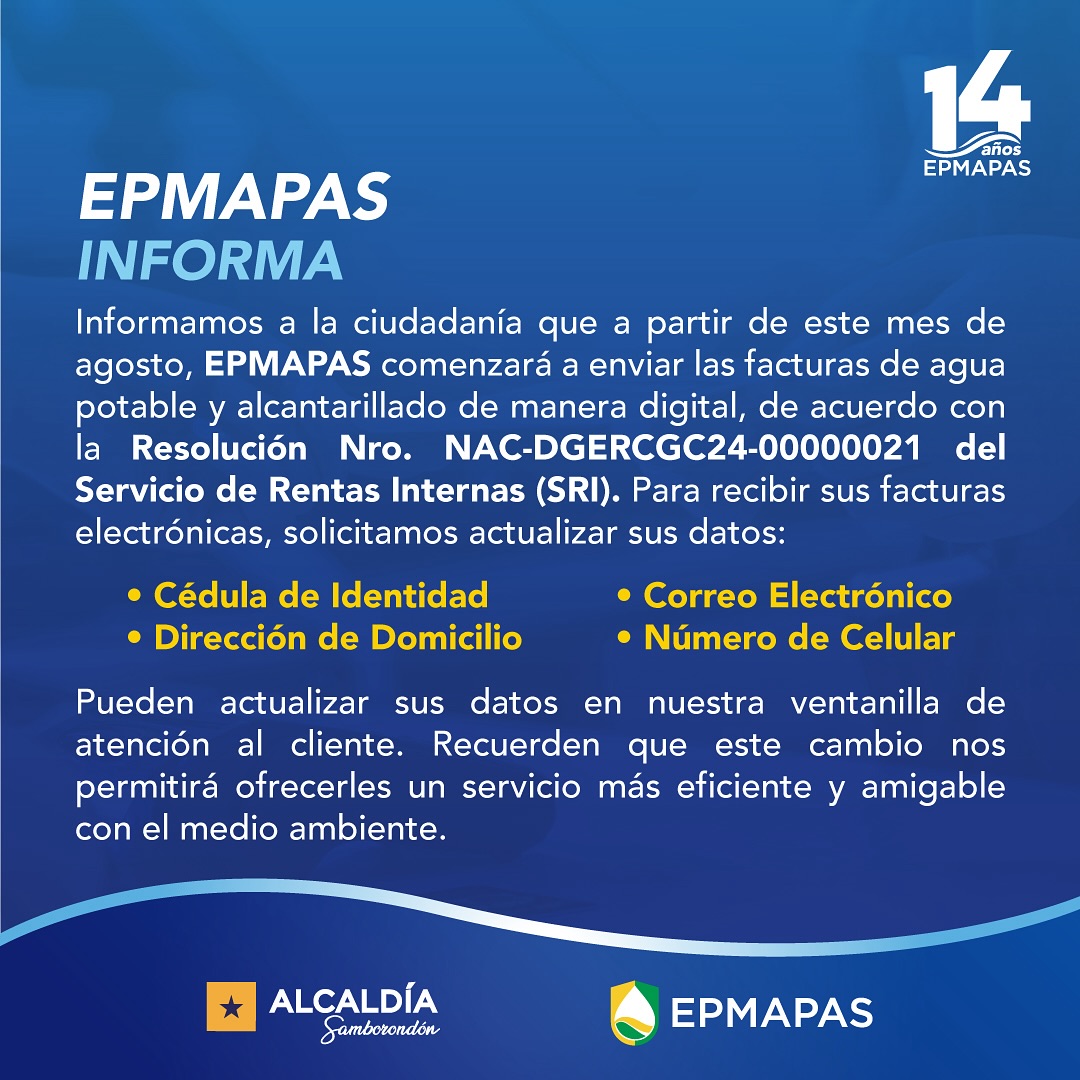 14
años
EPMAPAS
EPMAPAS
INFORMA
Informamos a la ciudadanía que a partir de este mes de
agosto, EPMAPAS comenzará a enviar las facturas de agua
potable y alcantarillado de manera digital, de acuerdo con
la Resolución Nro. NAC-DGERCGC24-00000021 del
Servicio de Rentas Internas (SRI). Para recibir sus facturas
electrónicas, solicitamos actualizar sus datos:
• Cédula de Identidad
• Dirección de Domicilio
• Correo Electrónico
• Número de Celular
Pueden actualizar sus datos en nuestra ventanilla de
atención al cliente. Recuerden que este cambio nos
permitirá ofrecerles un servicio más eficiente y amigable
con el medio ambiente.
ALCALDÍA
Samborondón
EPMAPAS